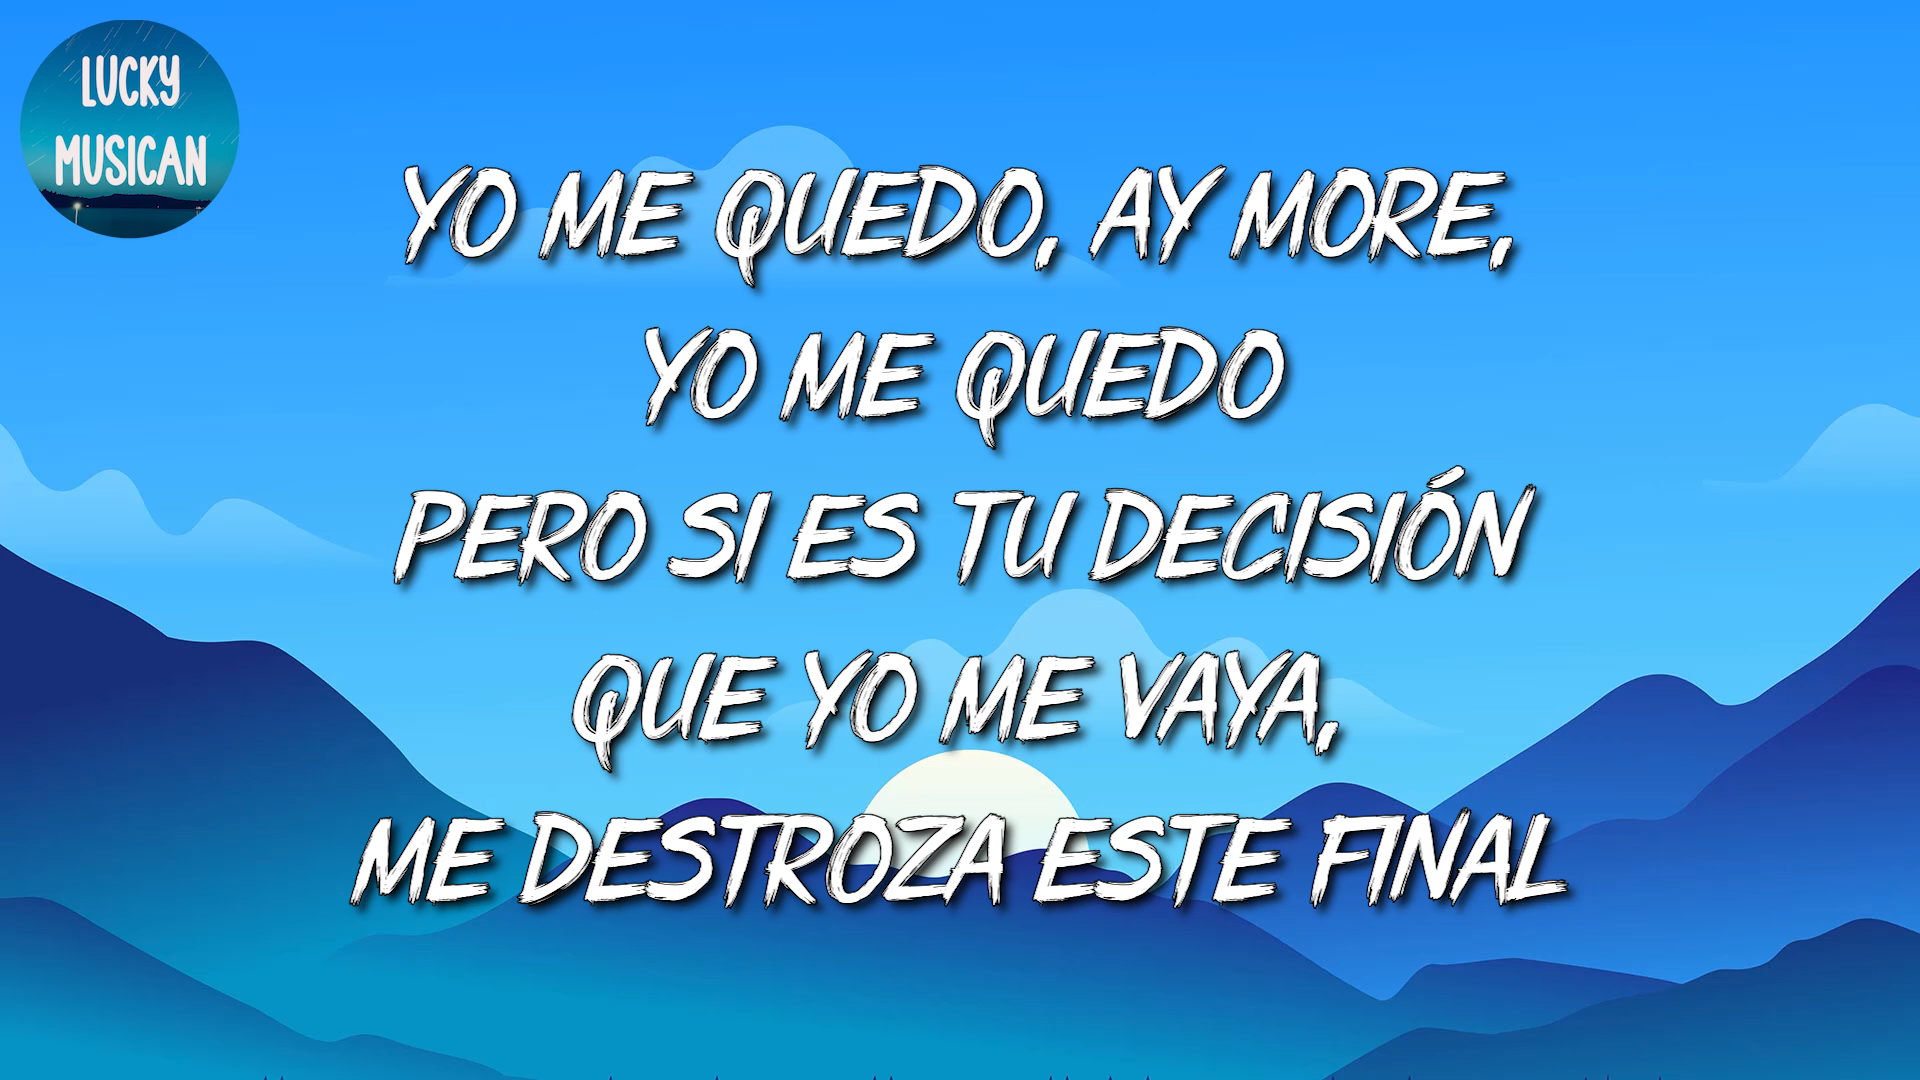 LUCKY
MUSICAN
YO ME QUEDO, AY MORE,
YO ME QUEDO
PERO SI ES TU DECISIÓN
QUE YO ME VAYA,
ME DESTROZA ESTE FINAL